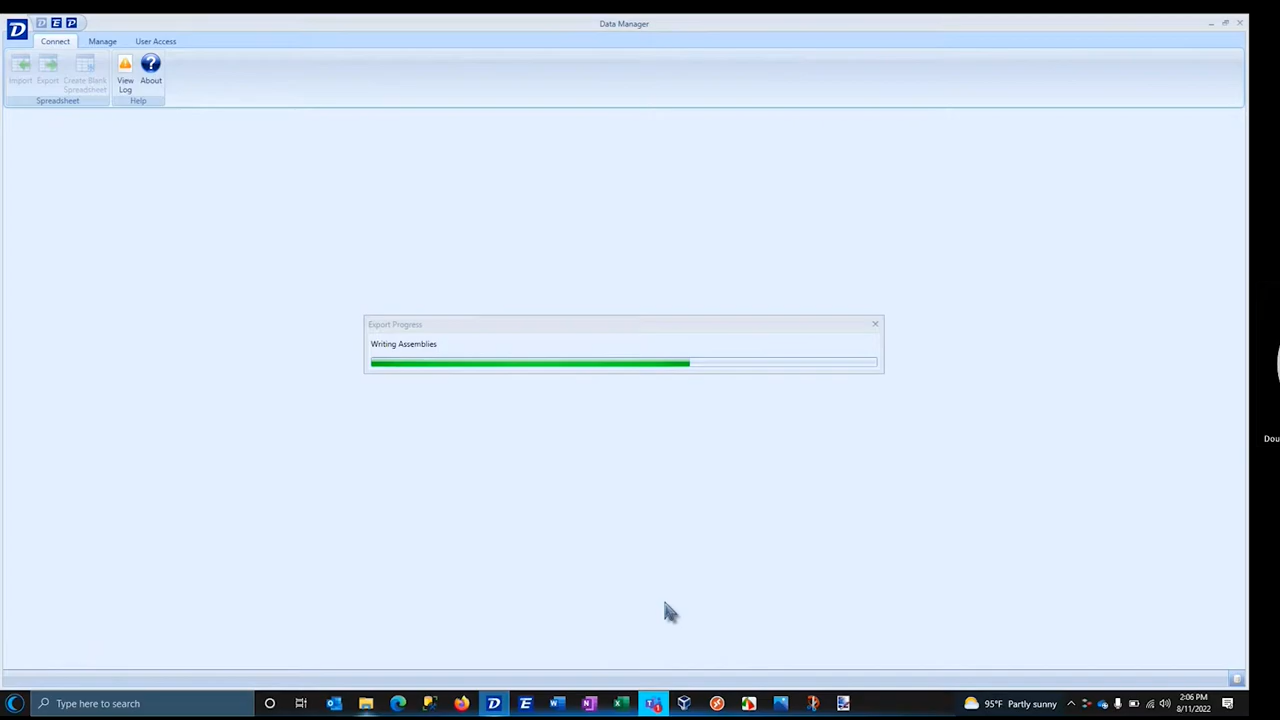 D D E P
Data Manager
Connect Manage User Access
Import Export Create Blank Spreadsheet View Log About
Spreadsheet Help
Export Progress
Writing Assemblies
Dou
Type here to search
D E
95°F Partly sunny
2:06 PM
8/11/2022